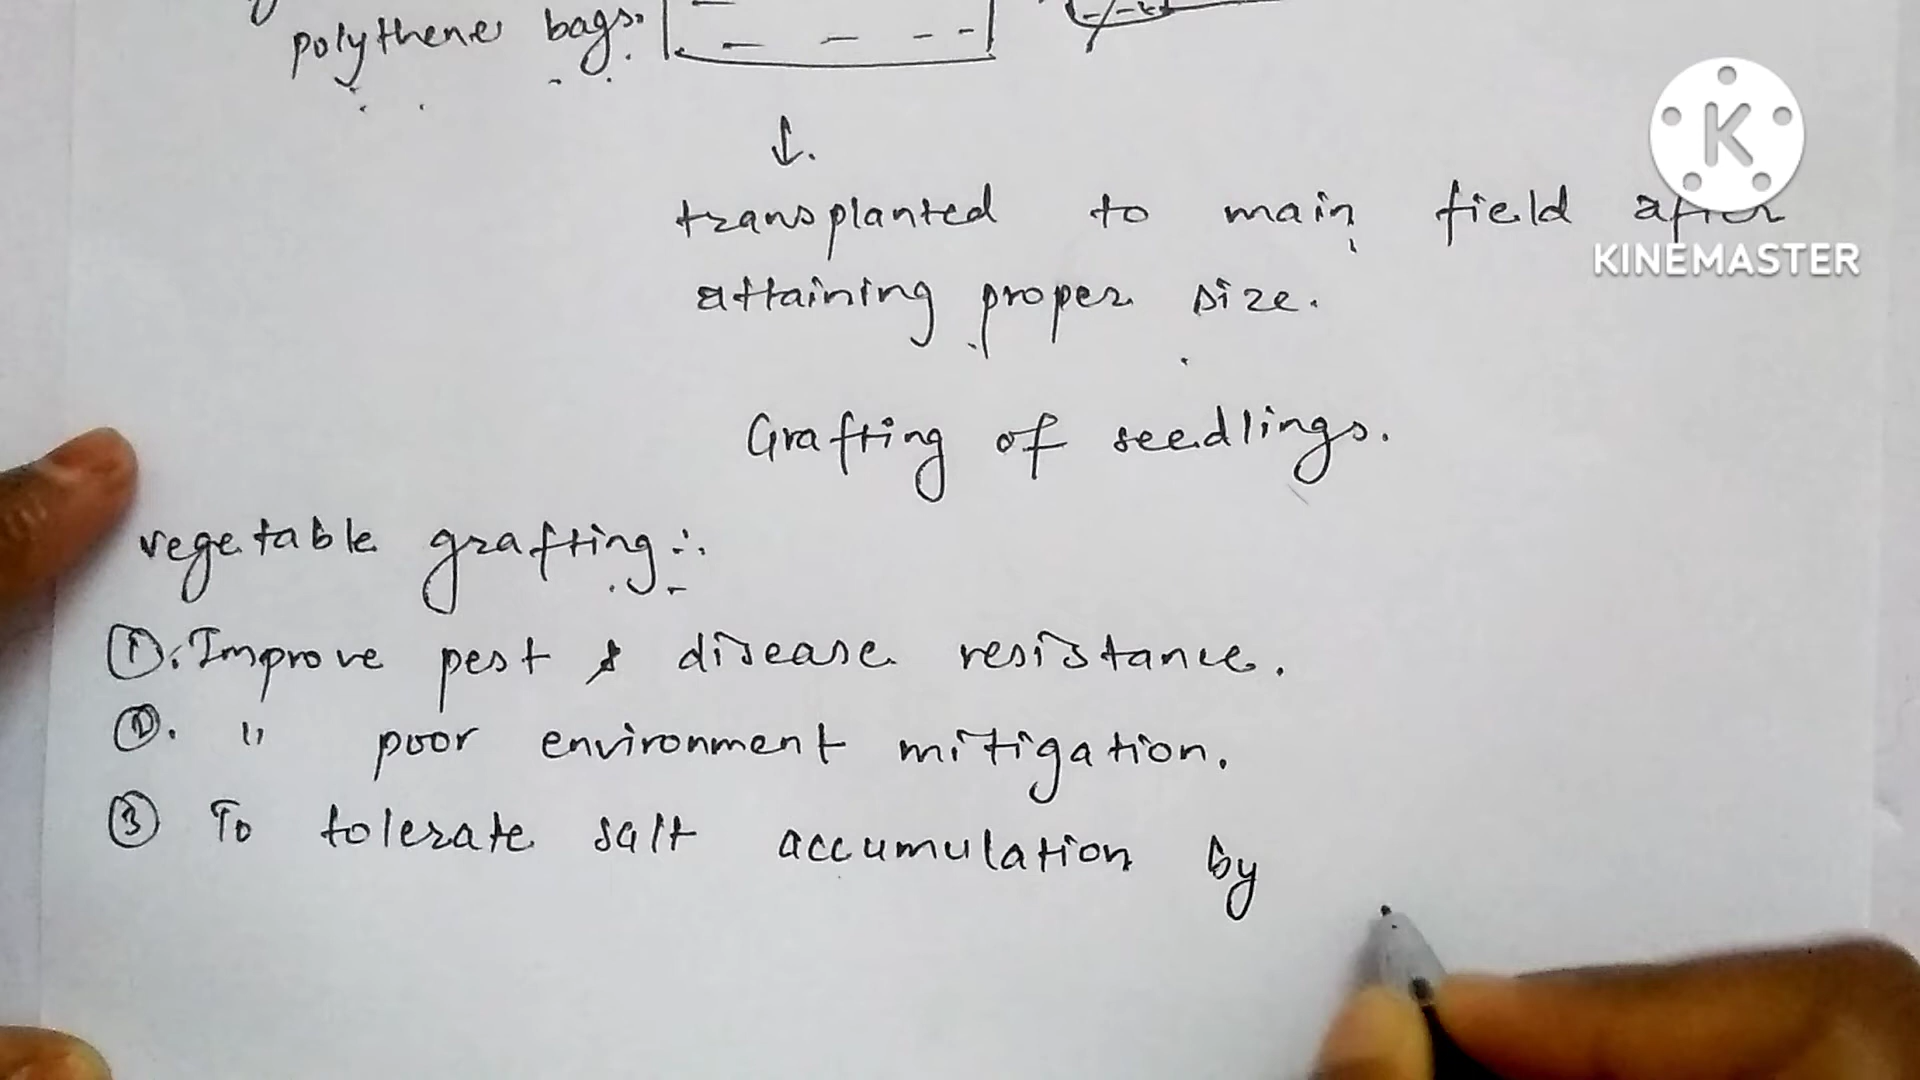 polythene bags.
↓.
transplanted to main field after
attaining proper size.
Grafting of seedlings.
vegetable grafting :-
①. Improve pest & disease resistance.
②. " poor environment mitigation.
③ To tolerate salt accumulation by
K
KINEMASTER